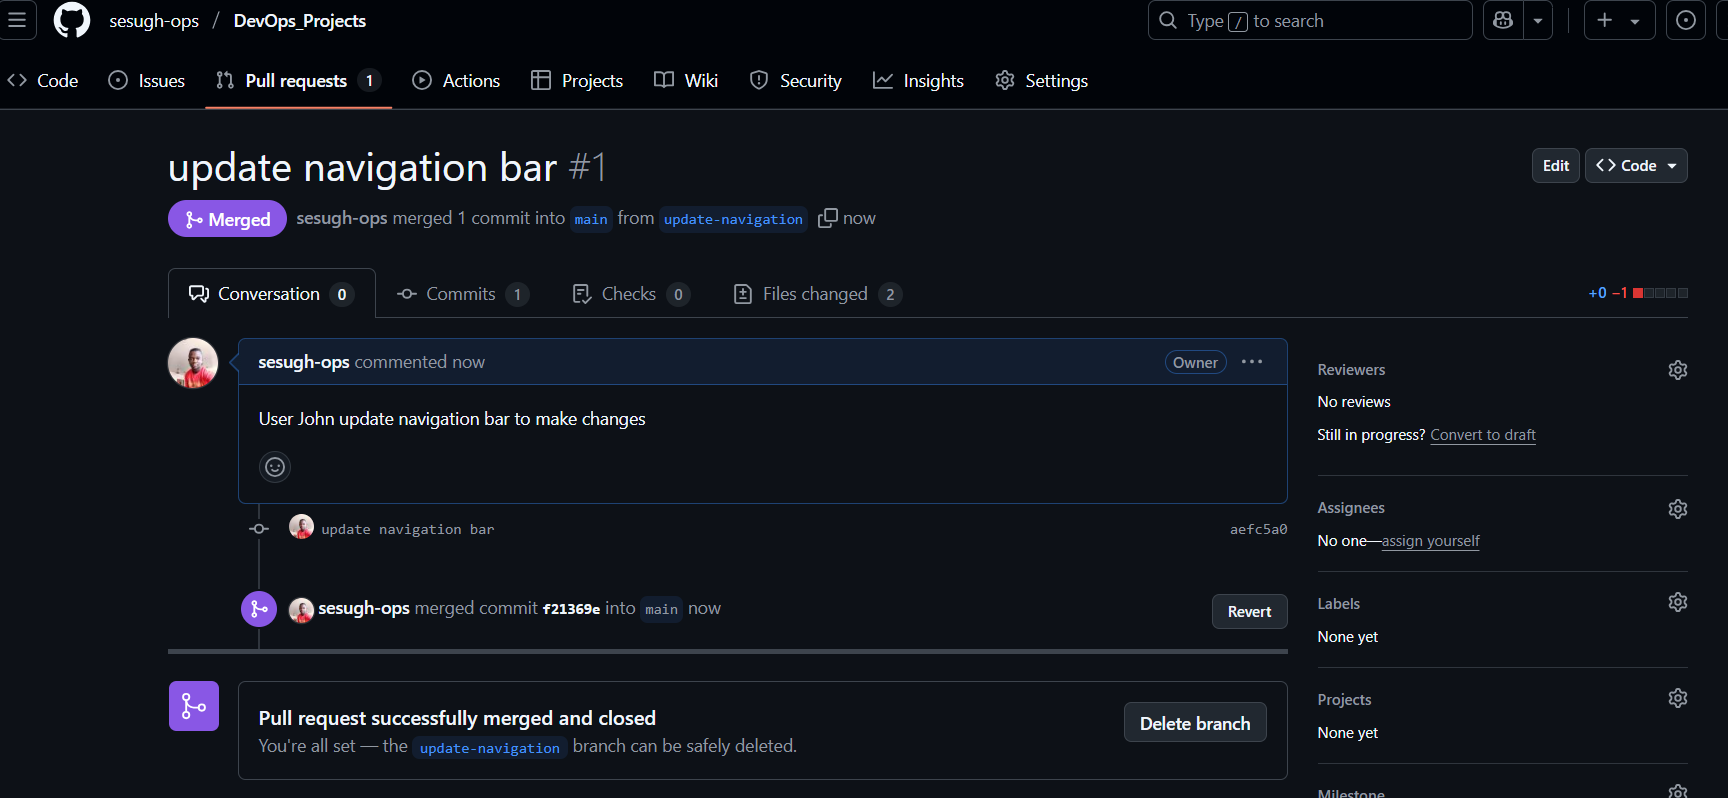 sesugh-ops / DevOps_Projects
Type / to search
Code
Issues
Pull requests 1
Actions
Projects
Wiki
Security
Insights
Settings
update navigation bar #1
Edit
Code
Merged
sesugh-ops merged 1 commit into main from update-navigation now
Conversation 0
Commits 1
Checks 0
Files changed 2
+0 −1
sesugh-ops commented now
Owner
User John update navigation bar to make changes
update navigation bar
aefc5a0
sesugh-ops merged commit f21369e into main now
Revert
Pull request successfully merged and closed
You're all set — the update-navigation branch can be safely deleted.
Delete branch
Reviewers
No reviews
Still in progress? Convert to draft
Assignees
No one—assign yourself
Labels
None yet
Projects
None yet
Milestone